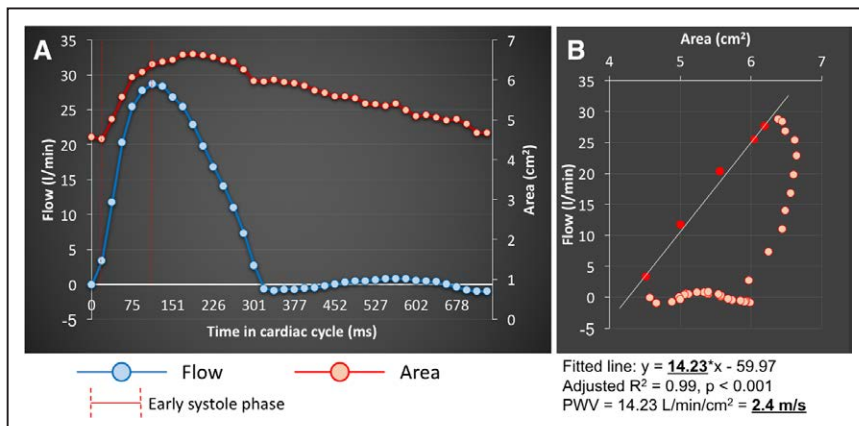 A
35
30
25
20
15
10
5
0
-5
Flow (l/min)
7
6
5
4
3
2
1
0
Area (cm²)
0 75 151 226 301 377 452 527 602 678
Time in cardiac cycle (ms)
Flow
Area
Early systole phase
B
Area (cm²)
4 5 6 7
35
30
25
20
15
10
5
0
-5
Flow (l/min)
Fitted line: y = 14.23*x - 59.97
Adjusted R² = 0.99, p < 0.001
PWV = 14.23 L/min/cm² = 2.4 m/s